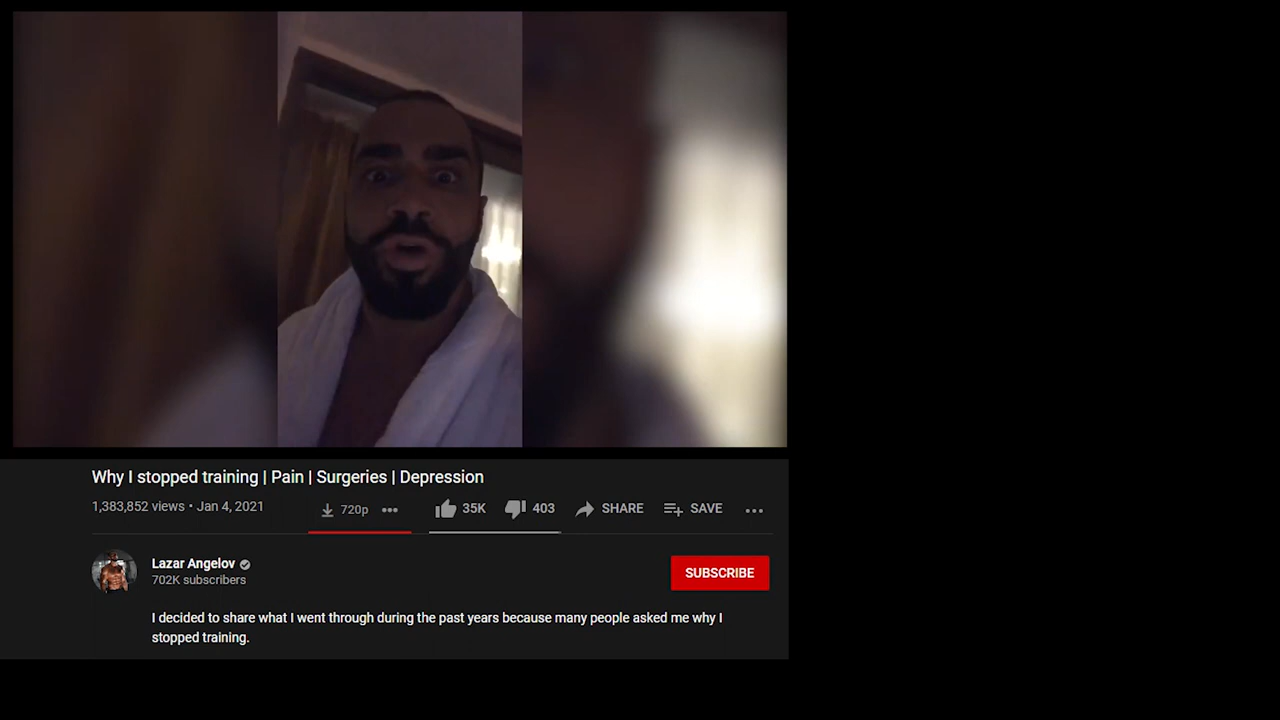 Why I stopped training | Pain | Surgeries | Depression
1,383,852 views • Jan 4, 2021
720p
35K
403
SHARE
SAVE
Lazar Angelov
702K subscribers
SUBSCRIBE
I decided to share what I went through during the past years because many people asked me why I
stopped training.